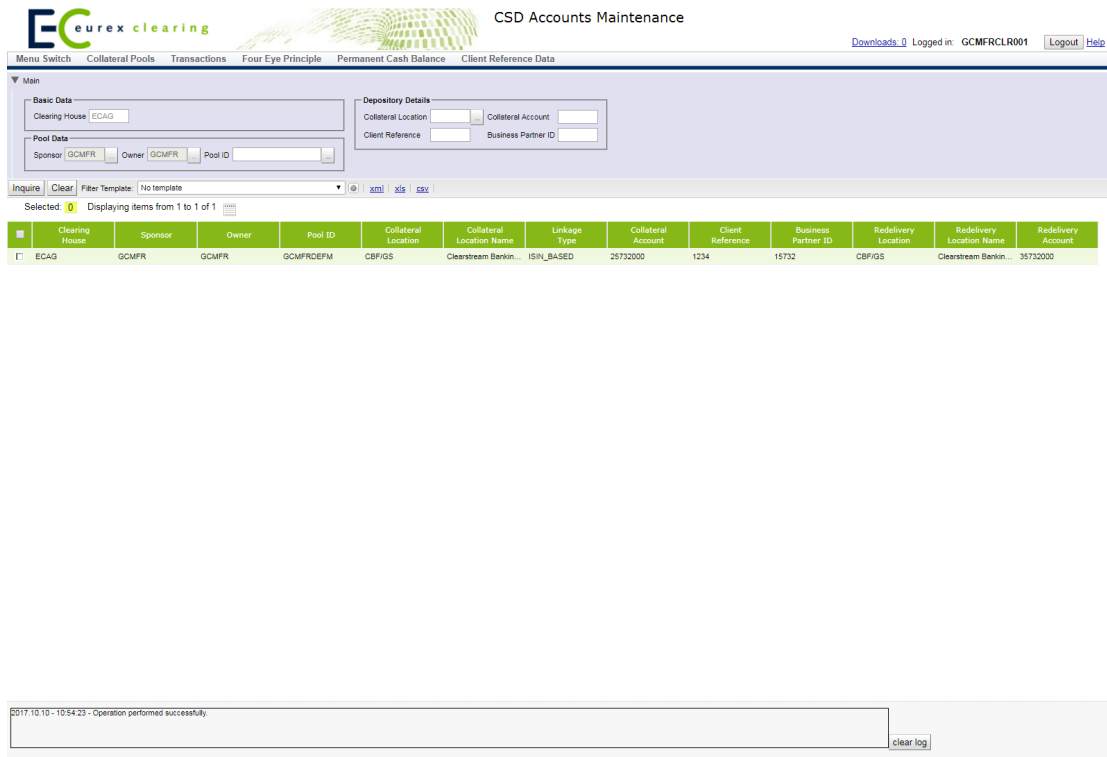 EC eurex clearing
CSD Accounts Maintenance
Downloads: 0 Logged in: GCMFRCLR001 Logout Help
Menu Switch Collateral Pools Transactions Four Eye Principle Permanent Cash Balance Client Reference Data
Main
Basic Data
Clearing House ECAG
Pool Data
Sponsor GCMFR ... Owner GCMFR ... Pool ID ...
Depository Details
Collateral Location ... Collateral Account
Client Reference Business Partner ID
Inquire Clear Filter Template: No template xml xls csv
Selected: 0 Displaying items from 1 to 1 of 1
Clearing House Sponsor Owner Pool ID Collateral Location Collateral Location Name Linkage Type Collateral Account Client Reference Business Partner ID Redelivery Location Redelivery Location Name Redelivery Account
ECAG GCMFR GCMFR GCMFRDEFM CBF/GS Clearstream Bankin... ISIN_BASED 25732000 1234 15732 CBF/GS Clearstream Bankin... 35732000
2017.10.10 - 10:54:23 - Operation performed successfully.
clear log